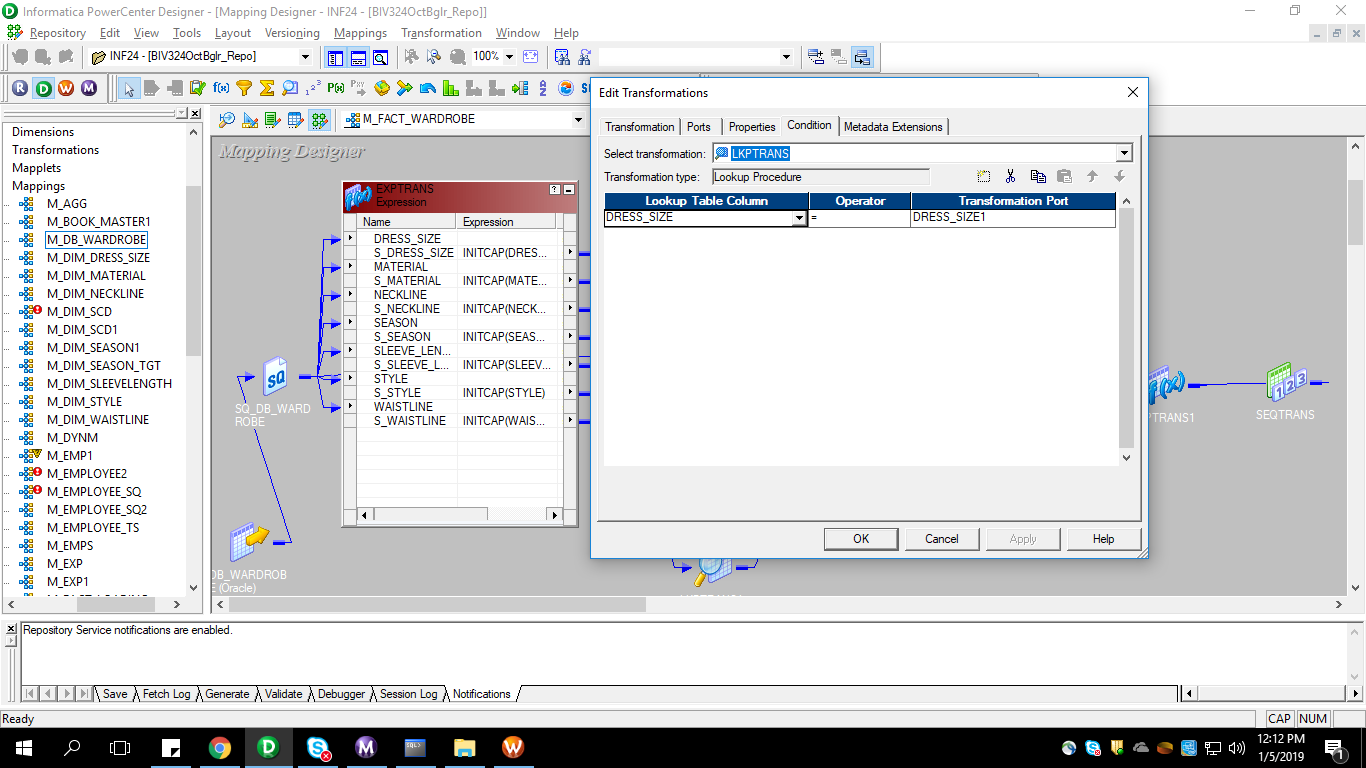 Informatica PowerCenter Designer - [Mapping Designer - INF24 - [BIV324OctBglr_Repo]]
Repository Edit View Tools Layout Versioning Mappings Transformation Window Help
INF24 - [BIV324OctBglr_Repo]
100%
M_FACT_WARDROBE
Dimensions
Transformations
Mapplets
Mappings
M_AGG
M_BOOK_MASTER1
M_DB_WARDROBE
M_DIM_DRESS_SIZE
M_DIM_MATERIAL
M_DIM_NECKLINE
M_DIM_SCD
M_DIM_SCD1
M_DIM_SEASON1
M_DIM_SEASON_TGT
M_DIM_SLEEVELENGTH
M_DIM_STYLE
M_DIM_WAISTLINE
M_DYNM
M_EMP1
M_EMPLOYEE2
M_EMPLOYEE_SQ
M_EMPLOYEE_SQ2
M_EMPLOYEE_TS
M_EMPS
M_EXP
M_EXP1
Mapping Designer
EXPTRANS
Expression
Name Expression
DRESS_SIZE
S_DRESS_SIZE INITCAP(DRES...
MATERIAL
S_MATERIAL INITCAP(MATE...
NECKLINE
S_NECKLINE INITCAP(NECK...
SEASON
S_SEASON INITCAP(SEAS...
SLEEVE_LEN...
S_SLEEVE_L... INITCAP(SLEEV...
STYLE
S_STYLE INITCAP(STYLE)
WAISTLINE
S_WAISTLINE INITCAP(WAIS...
SQ_DB_WARD
ROBE
DB_WARDROB
E (Oracle)
Edit Transformations
Transformation Ports Properties Condition Metadata Extensions
Select transformation: LKPTRANS
Transformation type: Lookup Procedure
Lookup Table Column Operator Transformation Port
DRESS_SIZE = DRESS_SIZE1
OK Cancel Apply Help
PTRANS1
SEQTRANS
Repository Service notifications are enabled.
Save Fetch Log Generate Validate Debugger Session Log Notifications
Ready
CAP NUM
12:12 PM
1/5/2019